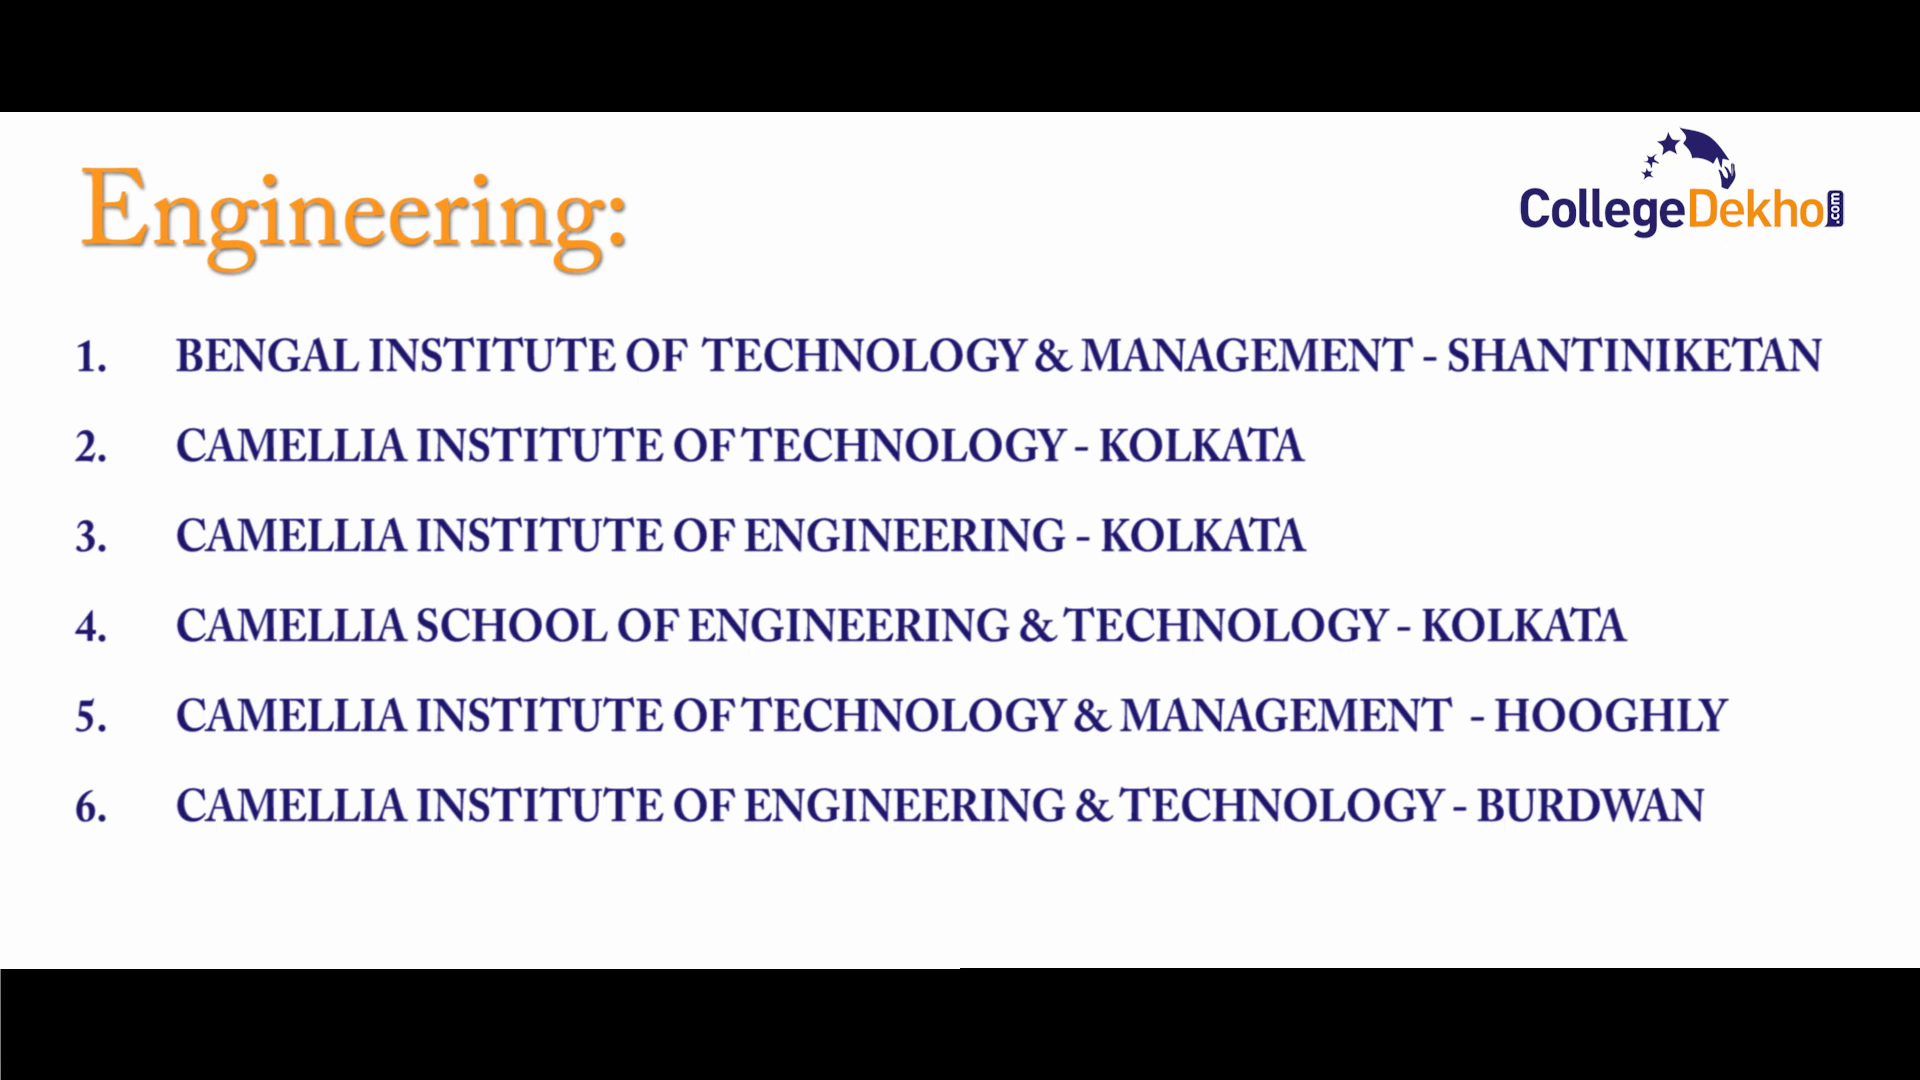 Engineering:
CollegeDekho.com
1. BENGAL INSTITUTE OF TECHNOLOGY & MANAGEMENT - SHANTINIKETAN
2. CAMELLIA INSTITUTE OF TECHNOLOGY - KOLKATA
3. CAMELLIA INSTITUTE OF ENGINEERING - KOLKATA
4. CAMELLIA SCHOOL OF ENGINEERING & TECHNOLOGY - KOLKATA
5. CAMELLIA INSTITUTE OF TECHNOLOGY & MANAGEMENT - HOOGHLY
6. CAMELLIA INSTITUTE OF ENGINEERING & TECHNOLOGY - BURDWAN